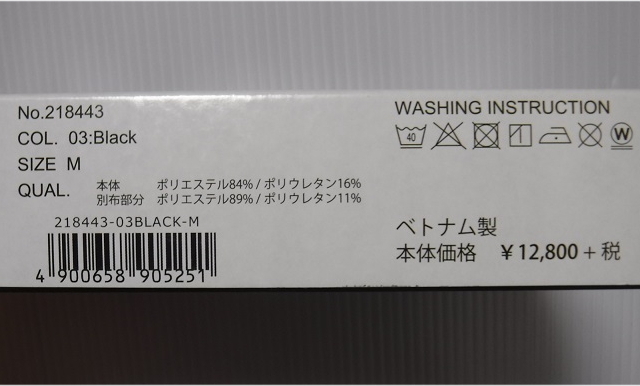 No.218443
COL. 03:Black
SIZE M
QUAL. 本体 ポリエステル84% / ポリウレタン16%
別布部分 ポリエステル89% / ポリウレタン11%
218443-03BLACK-M
4 900658 905251
WASHING INSTRUCTION
40
W
ベトナム製
本体価格 ¥12,800+税